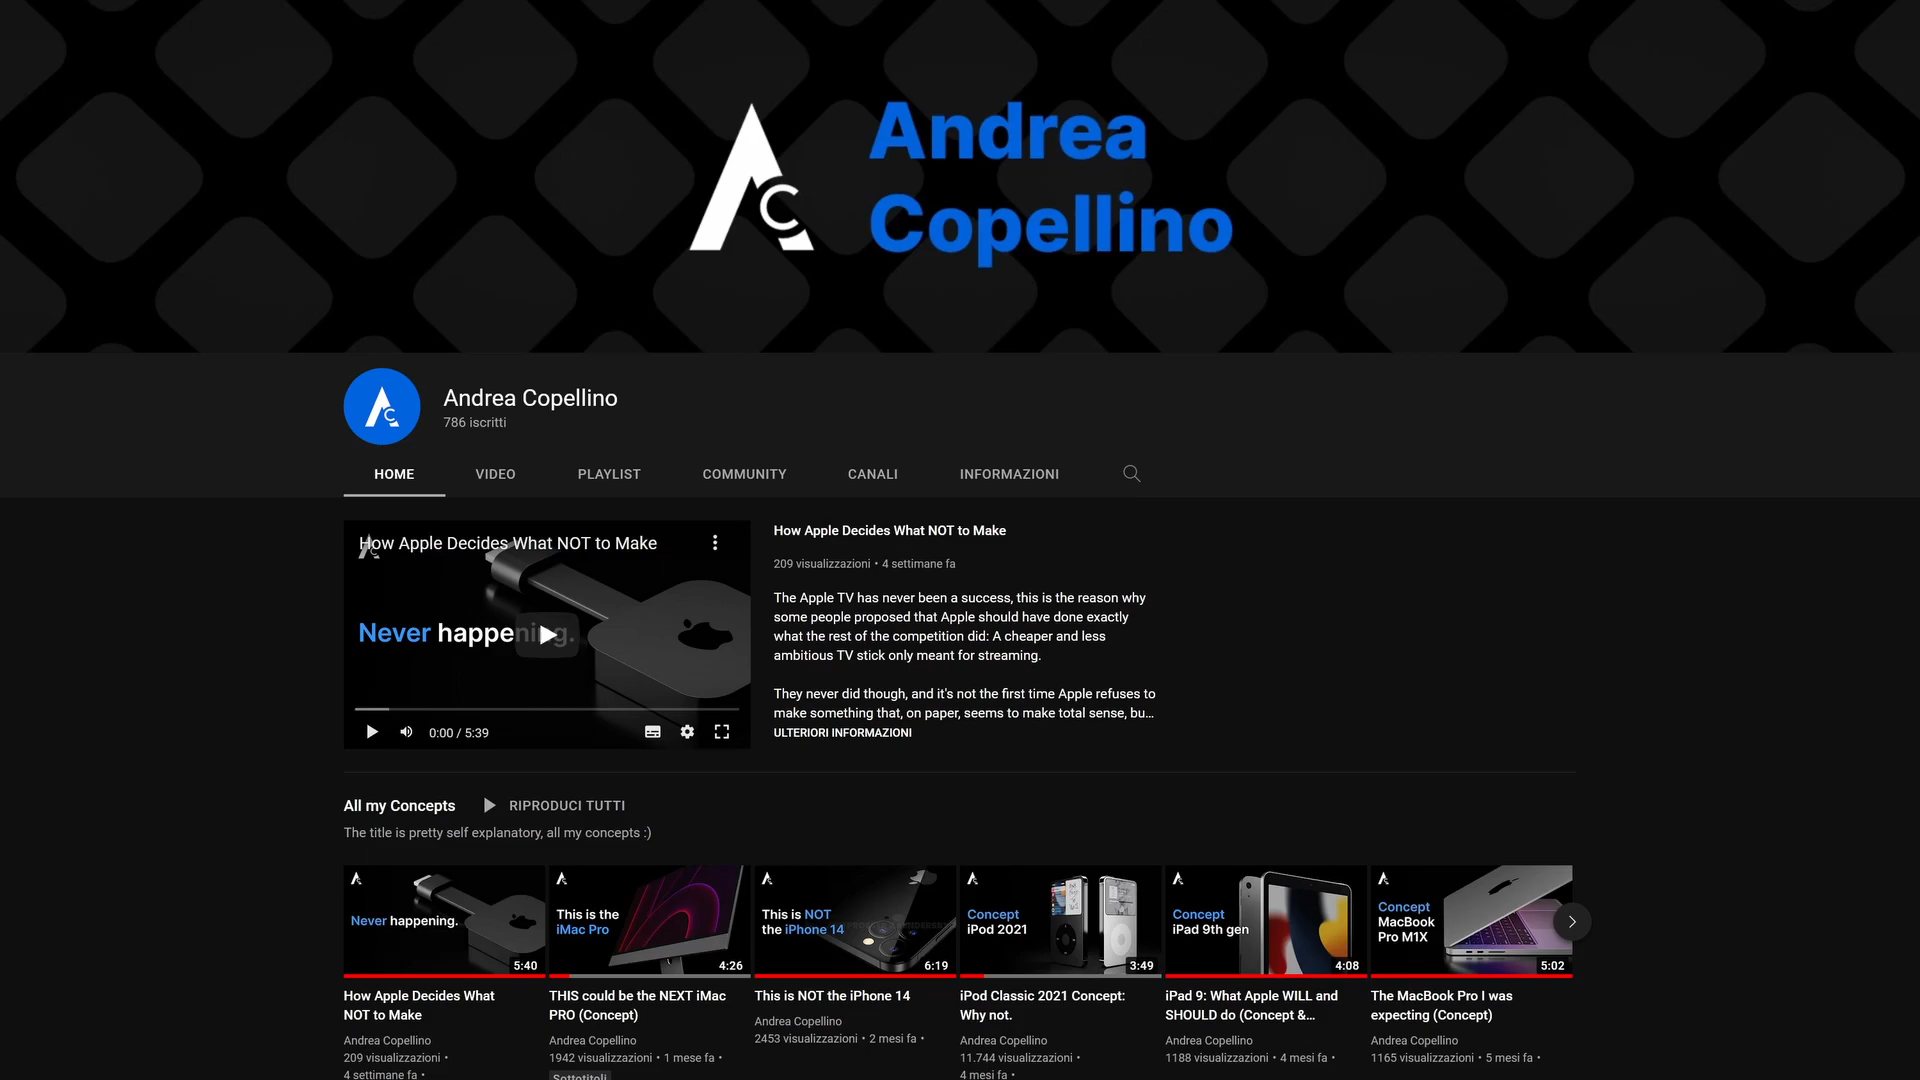 Andrea
Copellino
Andrea Copellino
786 iscritti
HOME
VIDEO
PLAYLIST
COMMUNITY
CANALI
INFORMAZIONI
How Apple Decides What NOT to Make
Never happening.
0:00 / 5:39
How Apple Decides What NOT to Make
209 visualizzazioni • 4 settimane fa
The Apple TV has never been a success, this is the reason why
some people proposed that Apple should have done exactly
what the rest of the competition did: A cheaper and less
ambitious TV stick only meant for streaming.
They never did though, and it's not the first time Apple refuses to
make something that, on paper, seems to make total sense, bu...
ULTERIORI INFORMAZIONI
All my Concepts
RIPRODUCI TUTTI
The title is pretty self explanatory, all my concepts :)
Never happening.
5:40
How Apple Decides What
NOT to Make
Andrea Copellino
209 visualizzazioni •
4 settimane fa •
This is the
iMac Pro
4:26
THIS could be the NEXT iMac
PRO (Concept)
Andrea Copellino
1942 visualizzazioni • 1 mese fa •
Sottotitoli
This is NOT
the iPhone 14
6:19
This is NOT the iPhone 14
Andrea Copellino
2453 visualizzazioni • 2 mesi fa •
Concept
iPod 2021
3:49
iPod Classic 2021 Concept:
Why not.
Andrea Copellino
11.744 visualizzazioni •
4 mesi fa •
Concept
iPad 9th gen
4:08
iPad 9: What Apple WILL and
SHOULD do (Concept &...
Andrea Copellino
1188 visualizzazioni • 4 mesi fa •
Concept
MacBook
Pro M1X
5:02
The MacBook Pro I was
expecting (Concept)
Andrea Copellino
1165 visualizzazioni • 5 mesi fa •